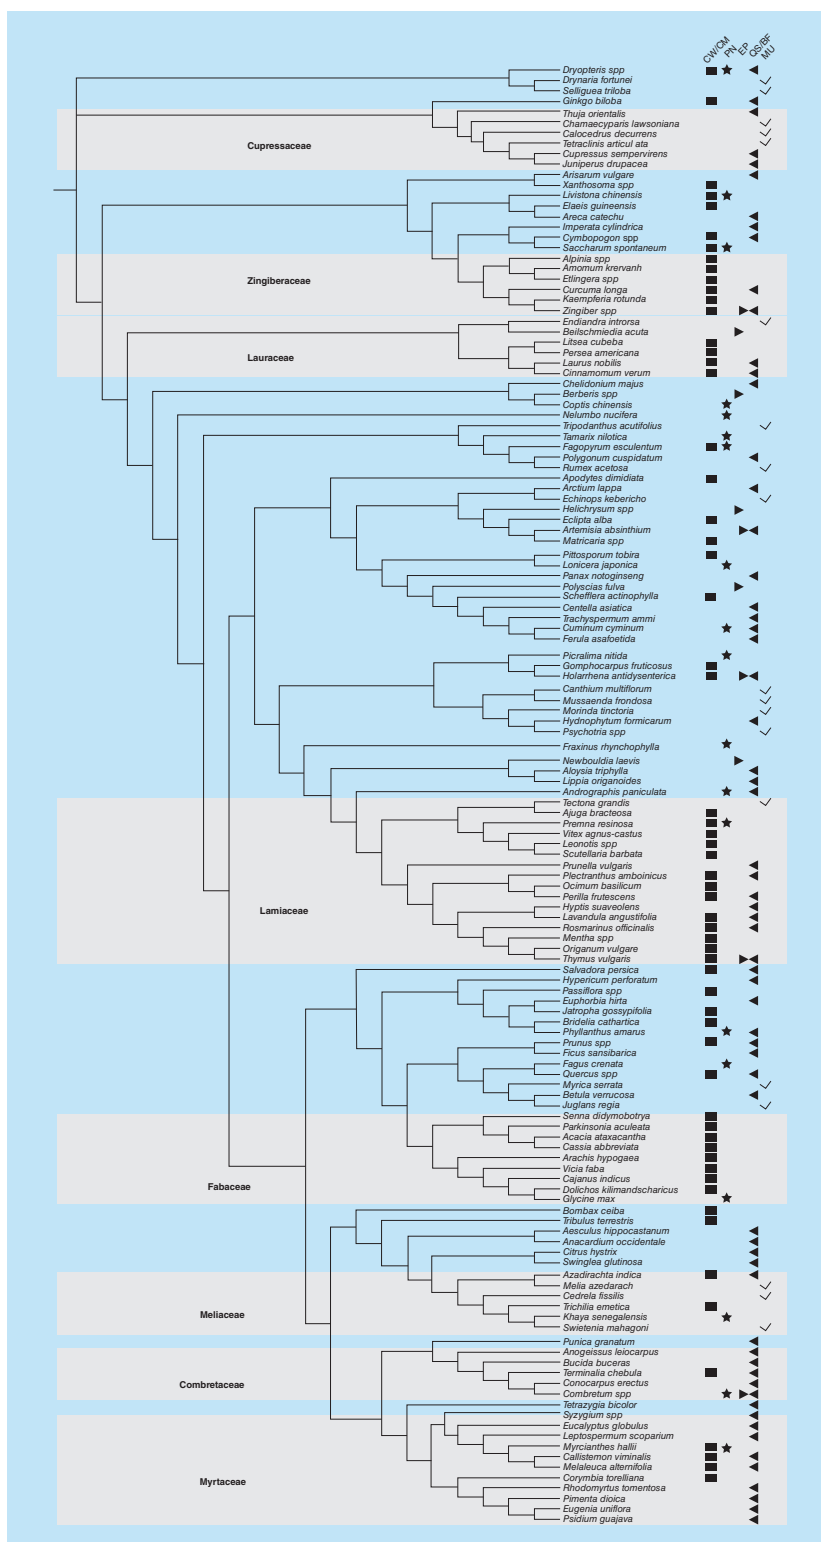 CW/CM
PN
EP
QS/BF
MU
Dryopteris spp
Drynaria fortunei
Selliguea triloba
Ginkgo biloba
Thuja orientalis
Chamaecyparis lawsoniana
Calocedrus decurrens
Cupressaceae
Tetraclinis articul ata
Cupressus sempervirens
Juniperus drupacea
Arisarum vulgare
Xanthosoma spp
Livistona chinensis
Elaeis guineensis
Areca catechu
Imperata cylindrica
Cymbopogon spp
Saccharum spontaneum
Alpinia spp
Amomum krervanh
Zingiberaceae
Etlingera spp
Curcuma longa
Kaempferia rotunda
Zingiber spp
Endiandra introrsa
Beilschmiedia acuta
Litsea cubeba
Lauraceae
Persea americana
Laurus nobilis
Cinnamomum verum
Chelidonium majus
Berberis spp
Coptis chinensis
Nelumbo nucifera
Tripodanthus acutifolius
Tamarix nilotica
Fagopyrum esculentum
Polygonum cuspidatum
Rumex acetosa
Apodytes dimidiata
Arctium lappa
Echinops kebericho
Helichrysum spp
Eclipta alba
Artemisia absinthium
Matricaria spp
Pittosporum tobira
Lonicera japonica
Panax notoginseng
Polyscias fulva
Schefflera actinophylla
Centella asiatica
Trachyspermum ammi
Cuminum cyminum
Ferula asafoetida
Picralima nitida
Gomphocarpus fruticosus
Holarrhena antidysenterica
Canthium multiflorum
Mussaenda frondosa
Morinda tinctoria
Hydnophytum formicarum
Psychotria spp
Fraxinus rhynchophylla
Newbouldia laevis
Aloysia triphylla
Lippia origanoides
Andrographis paniculata
Tectona grandis
Ajuga bracteosa
Premna resinosa
Vitex agnus-castus
Leonotis spp
Scutellaria barbata
Prunella vulgaris
Plectranthus amboinicus
Ocimum basilicum
Perilla frutescens
Hyptis suaveolens
Lamiaceae
Lavandula angustifolia
Rosmarinus officinalis
Mentha spp
Origanum vulgare
Thymus vulgaris
Salvadora persica
Hypericum perforatum
Passiflora spp
Euphorbia hirta
Jatropha gossypifolia
Bridelia cathartica
Phyllanthus amarus
Prunus spp
Ficus sansibarica
Fagus crenata
Quercus spp
Myrica serrata
Betula verrucosa
Juglans regia
Senna didymobotrya
Parkinsonia aculeata
Acacia ataxacantha
Cassia abbreviata
Arachis hypogaea
Vicia faba
Cajanus indicus
Fabaceae
Dolichos kilimandscharicus
Glycine max
Bombax ceiba
Tribulus terrestris
Aesculus hippocastanum
Anacardium occidentale
Citrus hystrix
Swinglea glutinosa
Azadirachta indica
Melia azedarach
Cedrela fissilis
Trichilia emetica
Meliaceae
Khaya senegalensis
Swietenia mahagoni
Punica granatum
Anogeissus leiocarpus
Bucida buceras
Terminalia chebula
Combretaceae
Conocarpus erectus
Combretum spp
Tetrazygia bicolor
Syzygium spp
Eucalyptus globulus
Leptospermum scoparium
Myrcianthes hallii
Callistemon viminalis
Melaleuca alternifolia
Corymbia torelliana
Myrtaceae
Rhodomyrtus tomentosa
Pimenta dioica
Eugenia uniflora
Psidium guajava